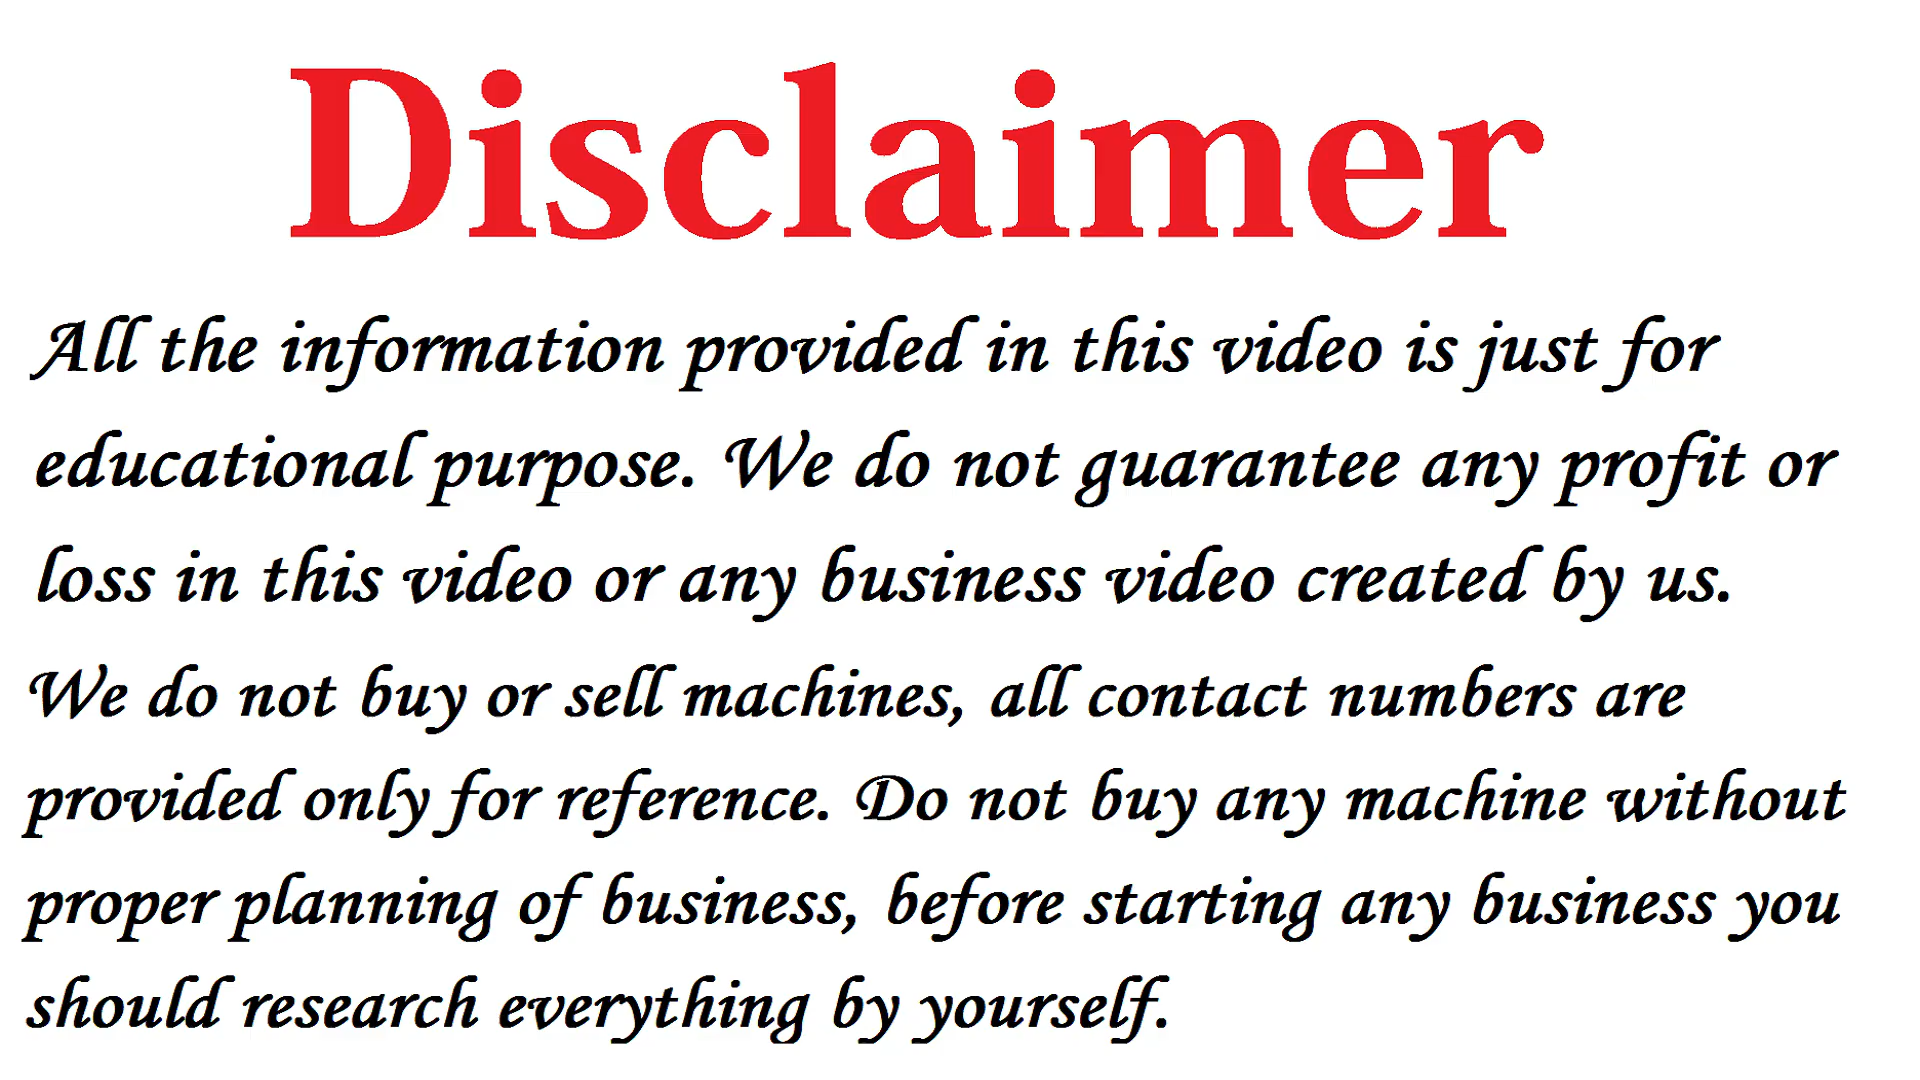 Disclaimer
All the information provided in this video is just for
educational purpose. We do not guarantee any profit or
loss in this video or any business video created by us.
We do not buy or sell machines, all contact numbers are
provided only for reference. Do not buy any machine without
proper planning of business, before starting any business you
should research everything by yourself.